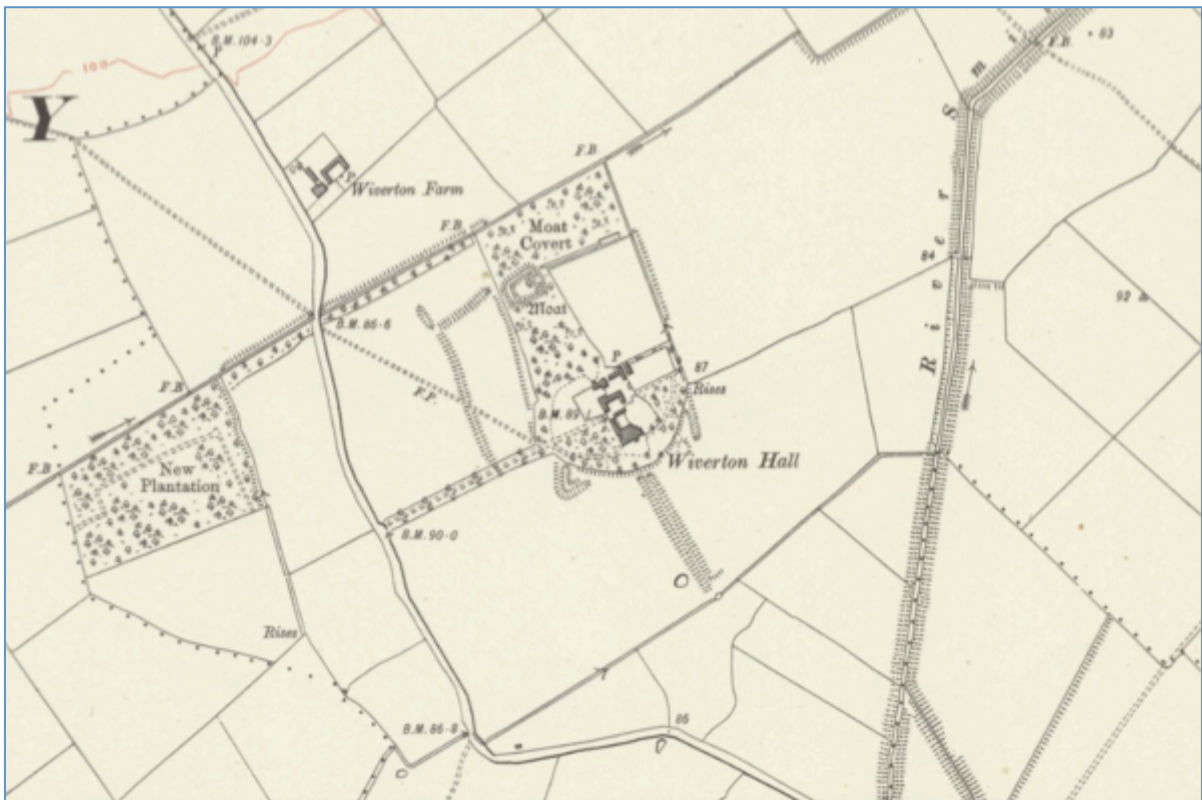 B.M. 104·3
P
F.B.
· 83
100
Y
m
S
F.B.
Wiverton Farm
P
F.B.
Moat
Covert
r
e
84
Moat
v
92
B.M. 86·6
i
P
87
R
Rises
F.B
F.P.
B.M. 89
Wiverton Hall
F.B
New
Plantation
B.M. 90·0
Rises
B.M. 86·8
86